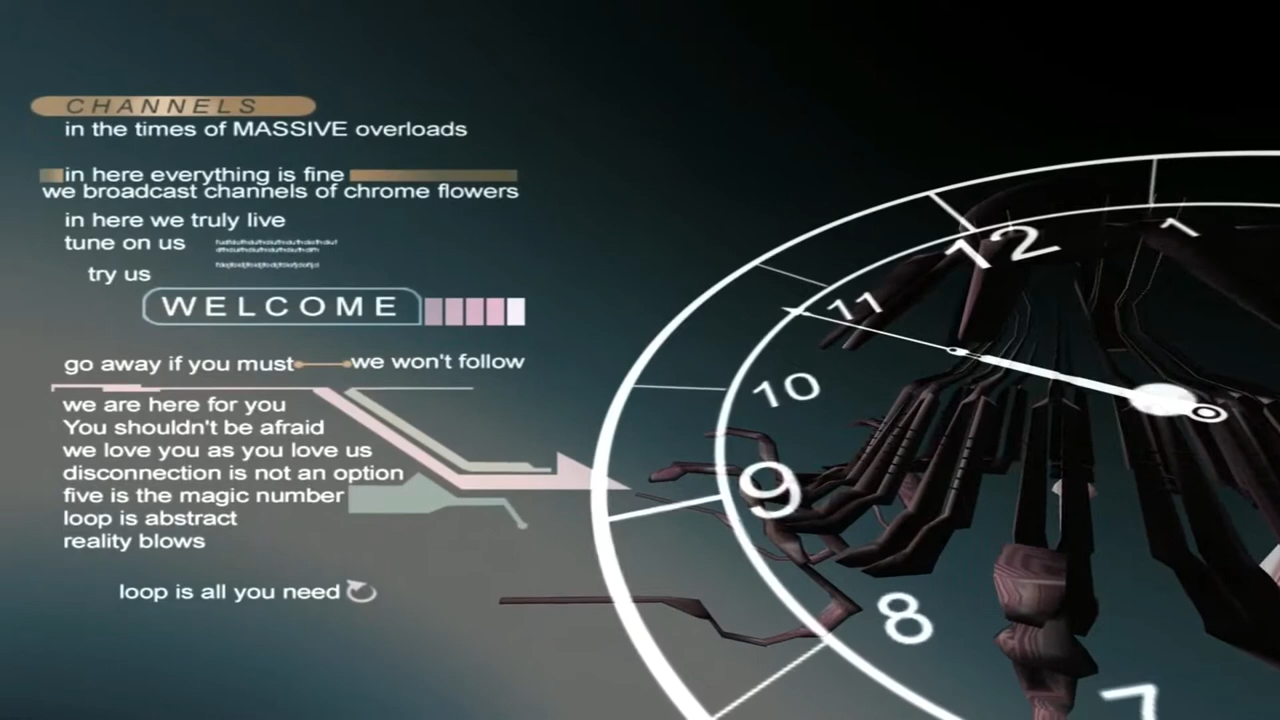 CHANNELS
in the times of MASSIVE overloads
in here everything is fine
we broadcast channels of chrome flowers
in here we truly live
tune on us
try us
WELCOME
go away if you must we won't follow
we are here for you
You shouldn't be afraid
we love you as you love us
disconnection is not an option
five is the magic number
loop is abstract
reality blows
loop is all you need
12
1
11
10
9
8
7